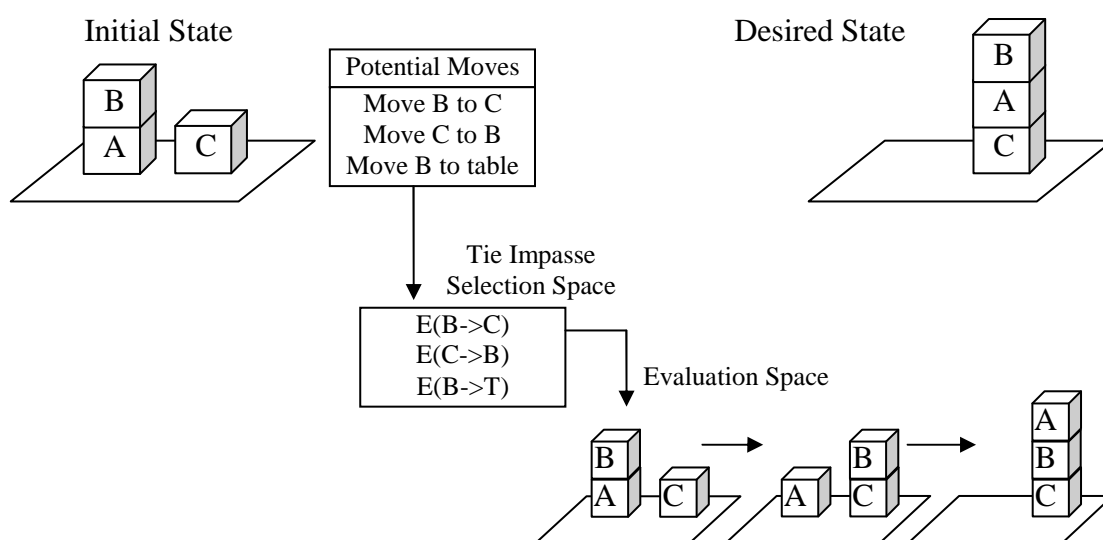 Initial State
Desired State
B
A
C
Potential Moves
Move B to C
Move C to B
Move B to table
B
A
C
Tie Impasse
Selection Space
E(B->C)
E(C->B)
E(B->T)
Evaluation Space
B
A
C
A
B
C
A
B
C